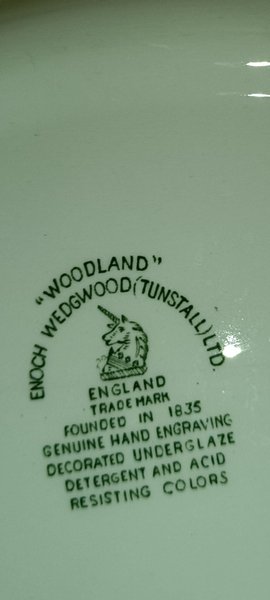 "WOODLAND"
ENOCH WEDGWOOD (TUNSTALL) LTD.
ENGLAND
TRADE MARK
FOUNDED IN 1835
GENUINE HAND ENGRAVING
DECORATED UNDERGLAZE
DETERGENT AND ACID
RESISTING COLORS